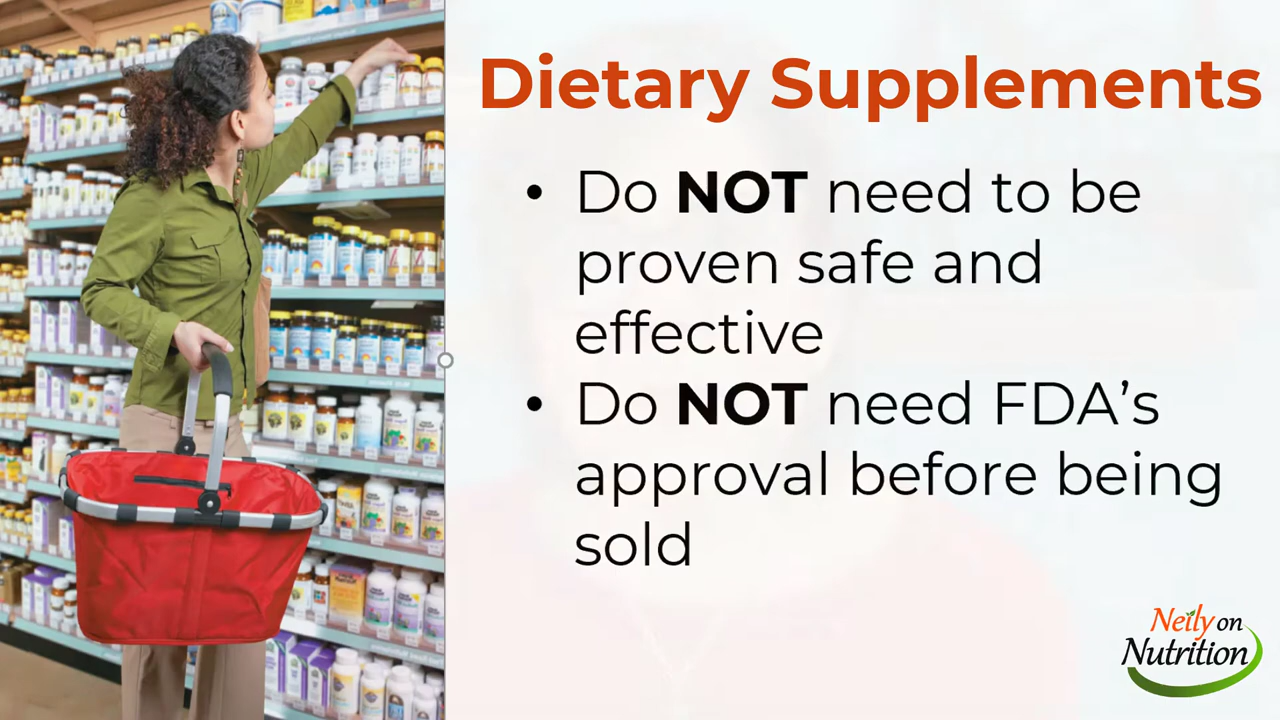 Dietary Supplements
• Do NOT need to be
proven safe and
effective
• Do NOT need FDA’s
approval before being
sold
Neily on
Nutrition